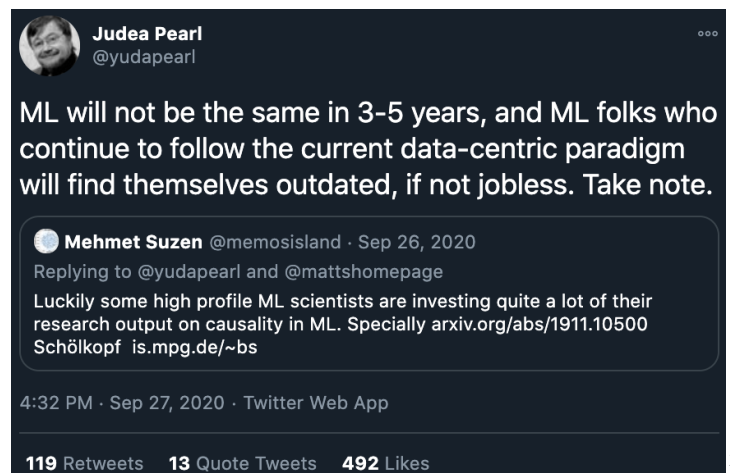 Judea Pearl
@yudapearl
ML will not be the same in 3-5 years, and ML folks who
continue to follow the current data-centric paradigm
will find themselves outdated, if not jobless. Take note.
Mehmet Suzen @memosisland · Sep 26, 2020
Replying to @yudapearl and @mattshomepage
Luckily some high profile ML scientists are investing quite a lot of their
research output on causality in ML. Specially arxiv.org/abs/1911.10500
Schölkopf is.mpg.de/~bs
4:32 PM · Sep 27, 2020 · Twitter Web App
119 Retweets 13 Quote Tweets 492 Likes